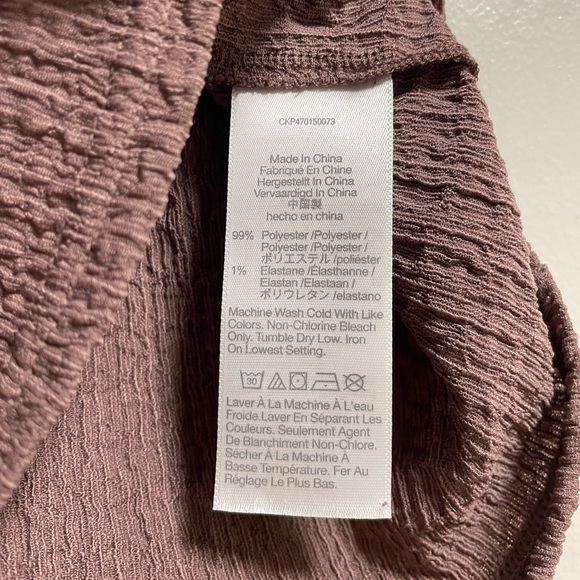 CKP470150073
Made In China
Fabriqué En Chine
Hergestellt In China
Vervaardigd In China
中国製
hecho en china
99% Polyester /Polyester /
Polyester /Polyester /
ポリエステル /poliéster
1% Elastane /Élasthanne /
Elastan /Elastaan /
ポリウレタン /elastano
Machine Wash Cold With Like
Colors. Non-Chlorine Bleach
Only. Tumble Dry Low. Iron
On Lowest Setting.
30
Laver À La Machine À L'eau
Froide.Laver En Séparant Les
Couleurs. Seulement Agent
De Blanchiment Non-Chlore.
Sécher À La Machine À
Basse Température. Fer Au
Réglage Le Plus Bas.